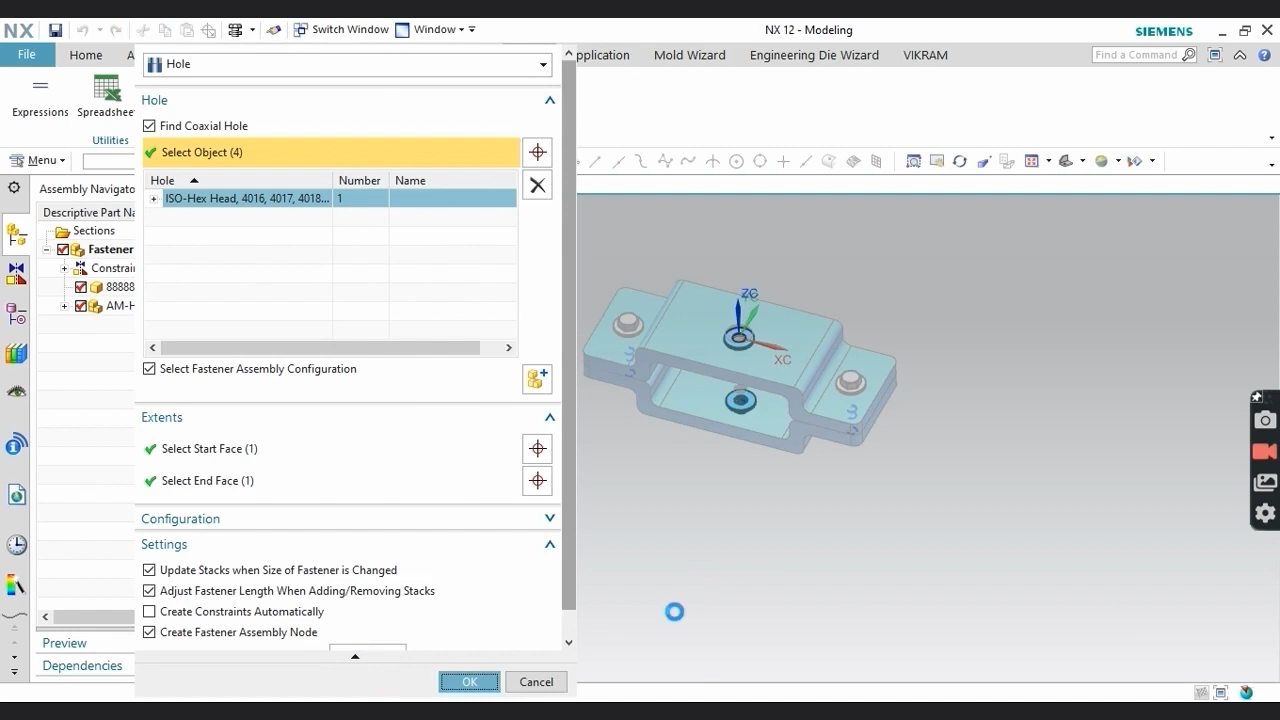 NX
Switch Window
Window
NX 12 - Modeling
SIEMENS
File
Home
A
pplication
Mold Wizard
Engineering Die Wizard
VIKRAM
Find a Command
Expressions
Spreadshee
Utilities
Menu
Hole
Hole
Find Coaxial Hole
Select Object (4)
Hole
Number
Name
ISO-Hex Head, 4016, 4017, 4018...
1
Select Fastener Assembly Configuration
Extents
Select Start Face (1)
Select End Face (1)
Configuration
Settings
Update Stacks when Size of Fastener is Changed
Adjust Fastener Length When Adding/Removing Stacks
Create Constraints Automatically
Create Fastener Assembly Node
OK
Cancel
Assembly Navigato
Descriptive Part Na
Sections
Fastener
Constrai
88888
AM-H
Preview
Dependencies
ZC
XC